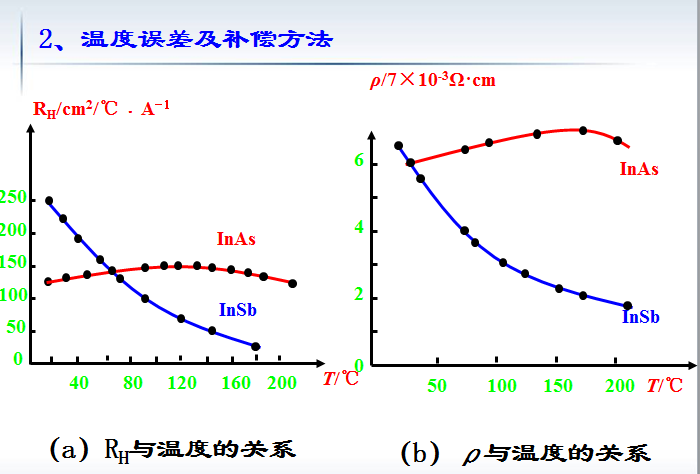 2、温度误差及补偿方法
R_H/cm²/℃ · A⁻¹
250
200
150
100
50
0
InAs
InSb
40 80 120 160 200 T/℃
(a) R_H与温度的关系
ρ/7×10⁻³Ω·cm
6
4
2
0
InAs
InSb
50 100 150 200 T/℃
(b) ρ与温度的关系